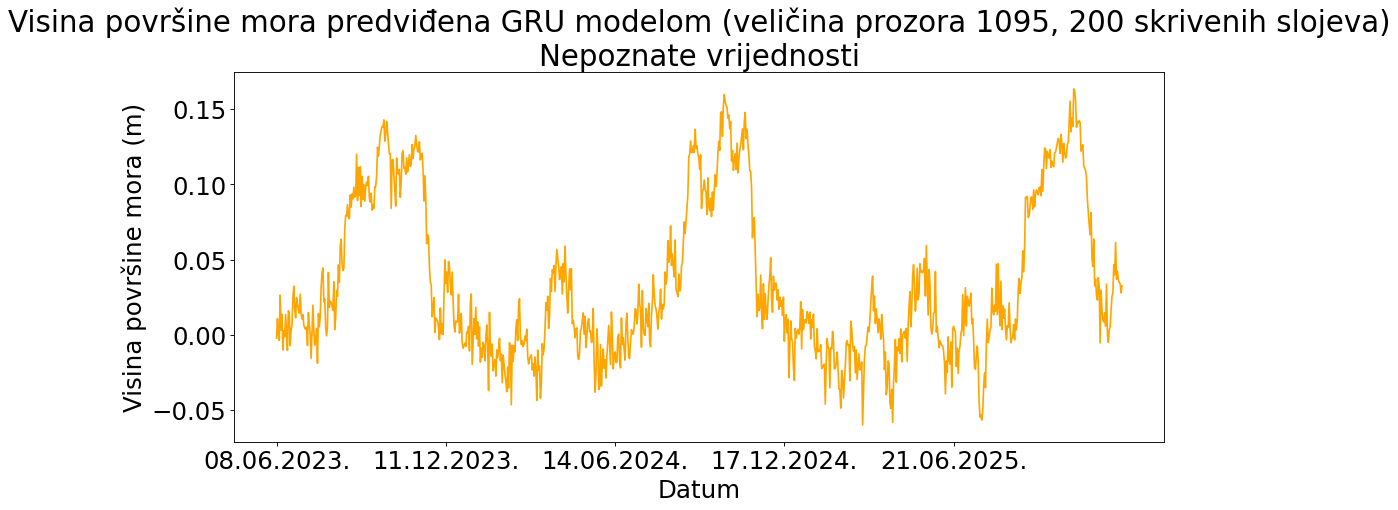 Visina površine mora predviđena GRU modelom (veličina prozora 1095, 200 skrivenih slojeva)
Nepoznate vrijednosti
Visina površine mora (m)
0.15
0.10
0.05
0.00
−0.05
08.06.2023. 11.12.2023. 14.06.2024. 17.12.2024. 21.06.2025.
Datum